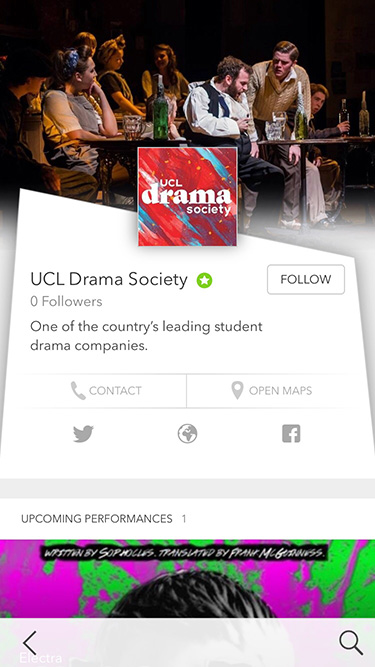 UCL
drama
society
UCL Drama Society
FOLLOW
0 Followers
One of the country's leading student
drama companies.
CONTACT
OPEN MAPS
UPCOMING PERFORMANCES 1
WRITTEN BY SOPHOCLES. TRANSLATED BY FRANK McGUINNESS.
Electra